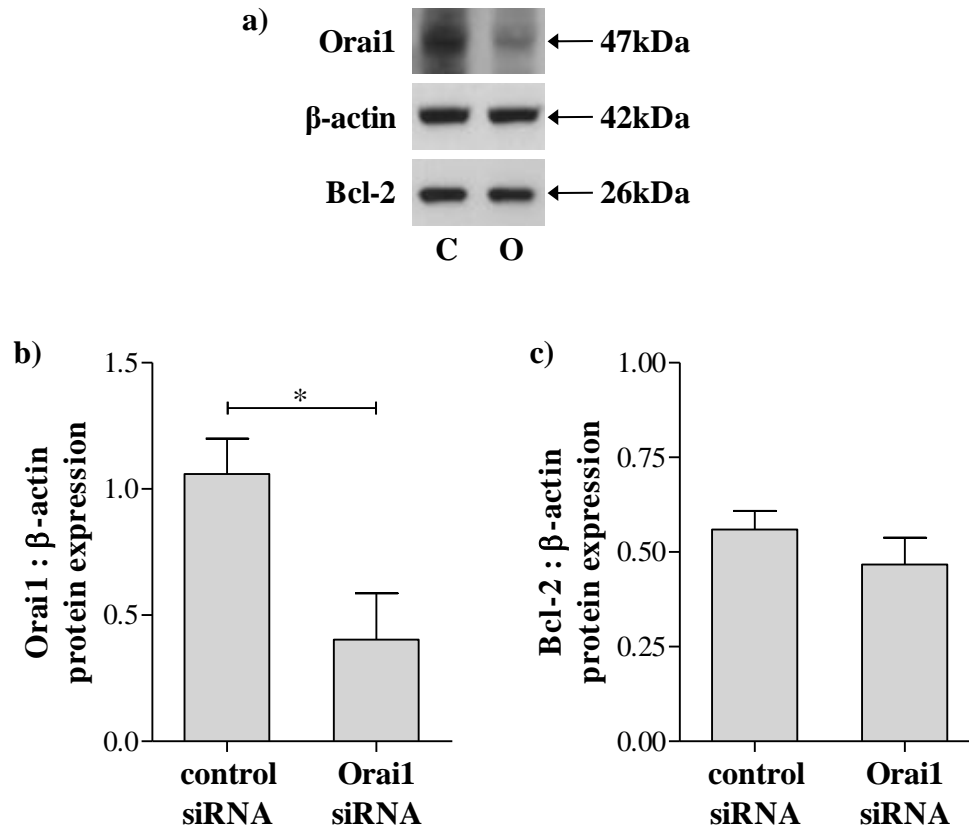 a)
Orai1
47kDa
β-actin
42kDa
Bcl-2
26kDa
C O
b)
Orai1 : β-actin
protein expression
1.5
1.0
0.5
0.0
*
control
siRNA
Orai1
siRNA
c)
Bcl-2 : β-actin
protein expression
1.00
0.75
0.50
0.25
0.00
control
siRNA
Orai1
siRNA